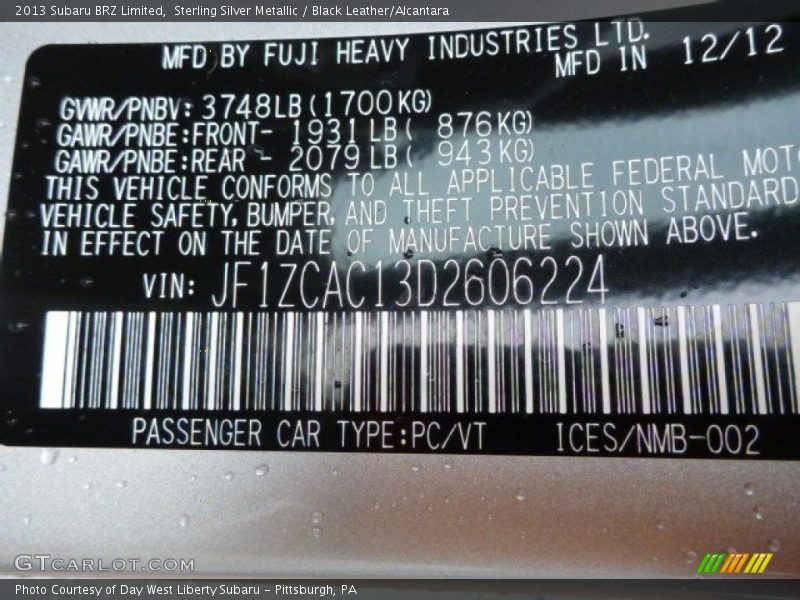 2013 Subaru BRZ Limited,  Sterling Silver Metallic / Black Leather/Alcantara
MFD BY FUJI HEAVY INDUSTRIES LTD.
MFD IN 12/12
GVWR/PNBV: 3748LB(1700KG)
GAWR/PNBE:FRONT- 1931LB( 876KG)
GAWR/PNBE:REAR - 2079LB( 943KG)
THIS VEHICLE CONFORMS TO ALL APPLICABLE FEDERAL MOTO
VEHICLE SAFETY, BUMPER, AND THEFT PREVENTION STANDARD
IN EFFECT ON THE DATE OF MANUFACTURE SHOWN ABOVE.
VIN: JF1ZCAC13D2606224
PASSENGER CAR TYPE:PC/VT ICES/NMB-002
GTCARLOT.COM
Photo Courtesy of Day West Liberty Subaru - Pittsburgh, PA